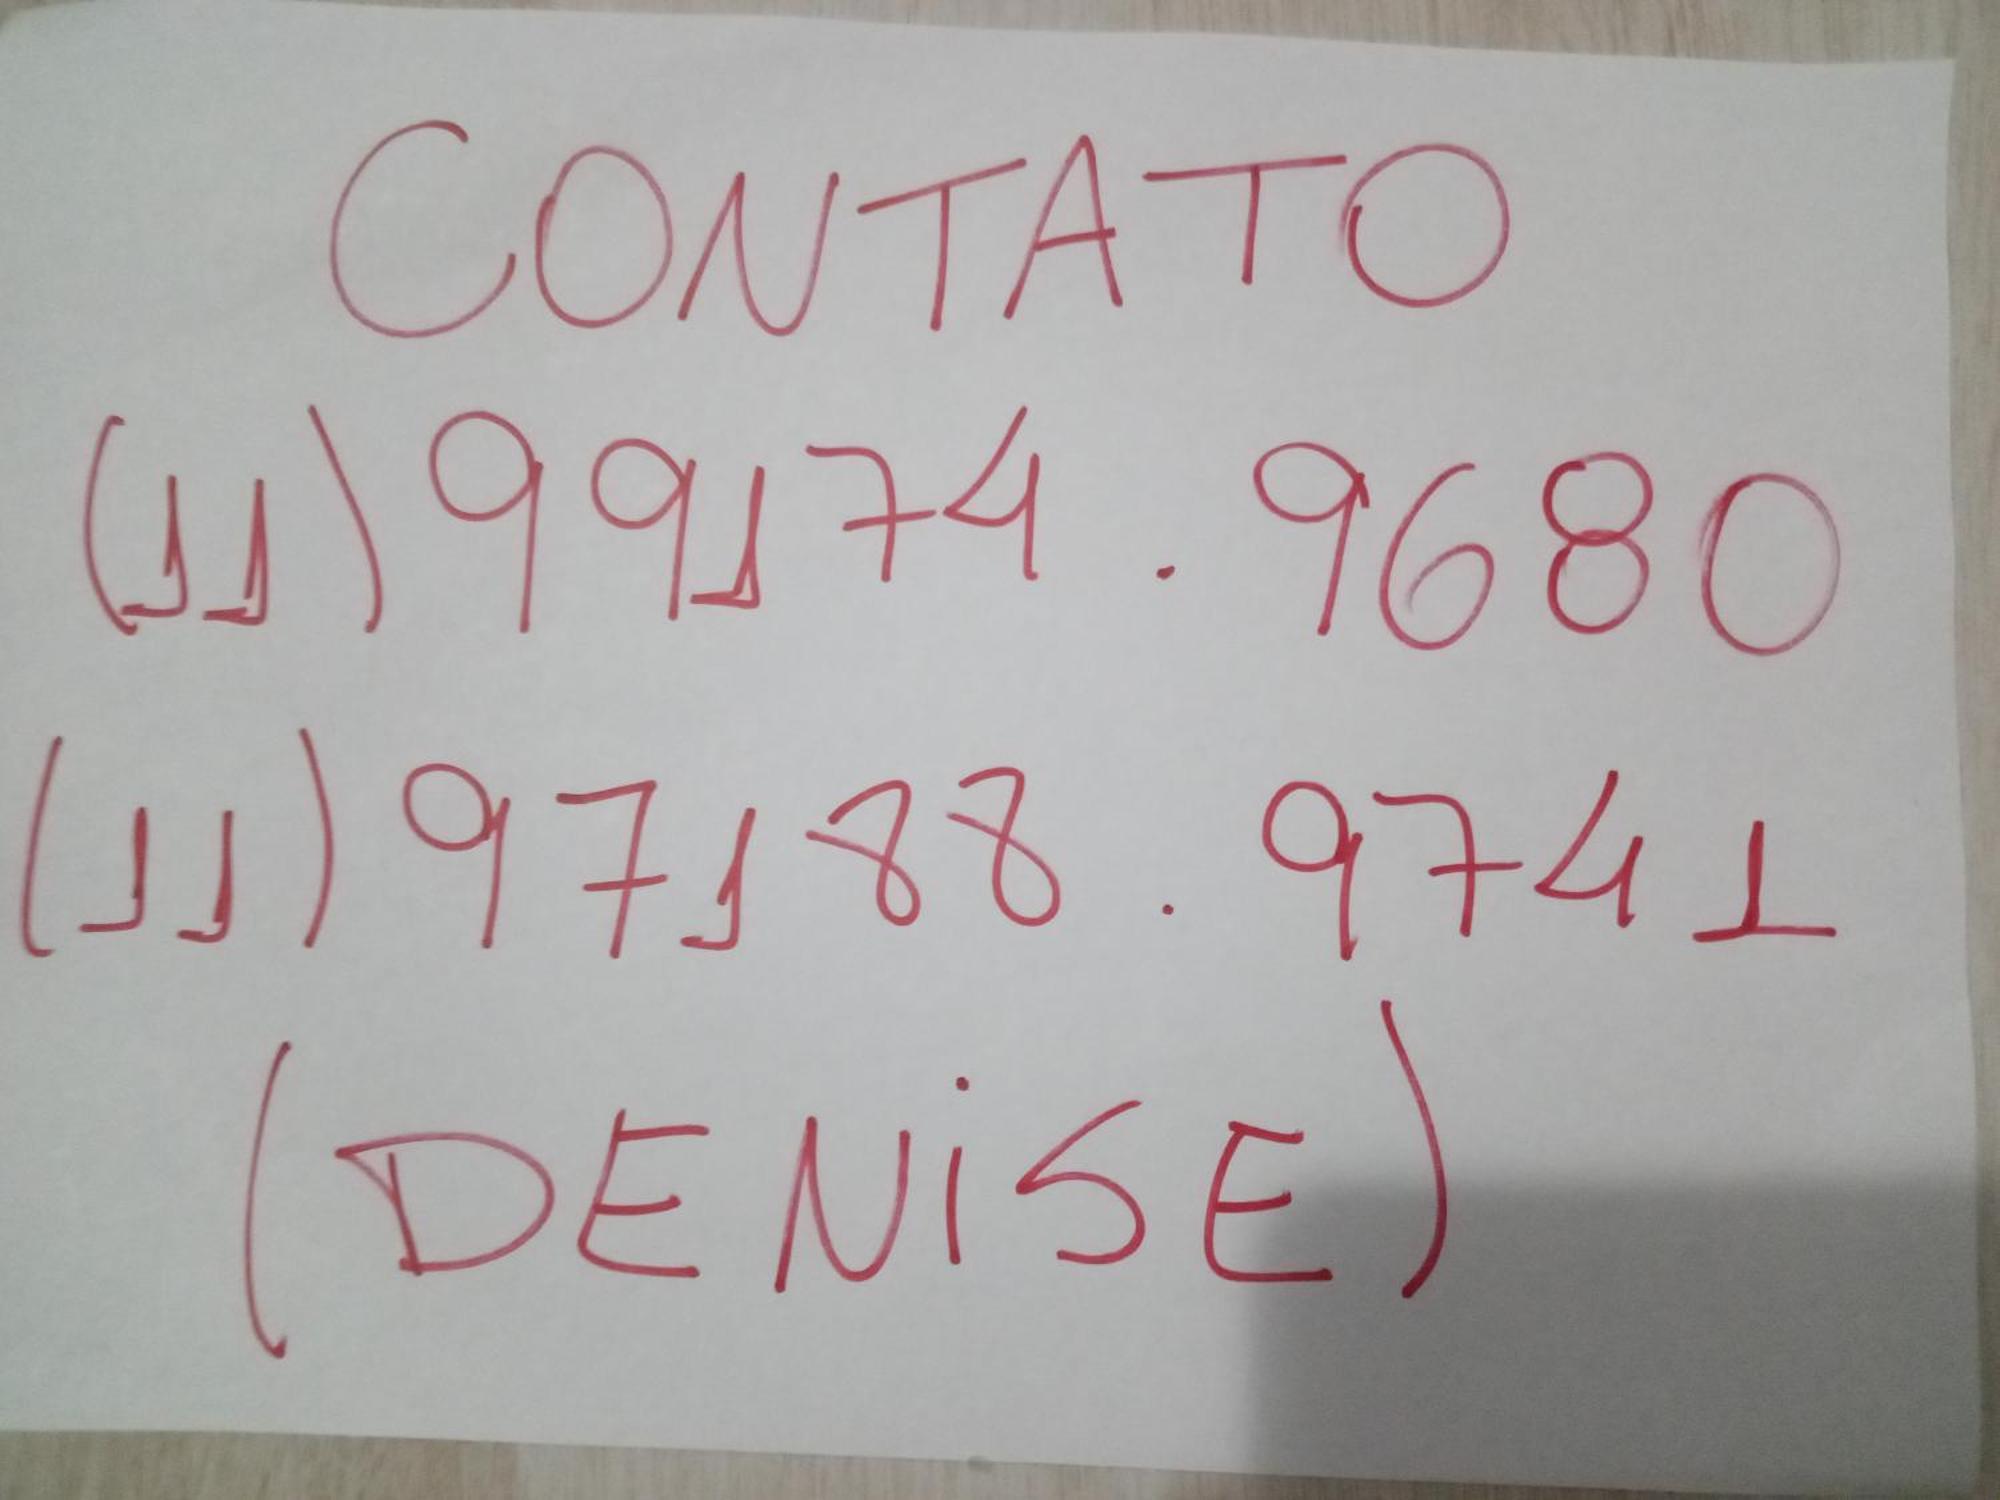 CONTATO
(11) 99174.9680
(11) 97188.9741
(DENiSE)